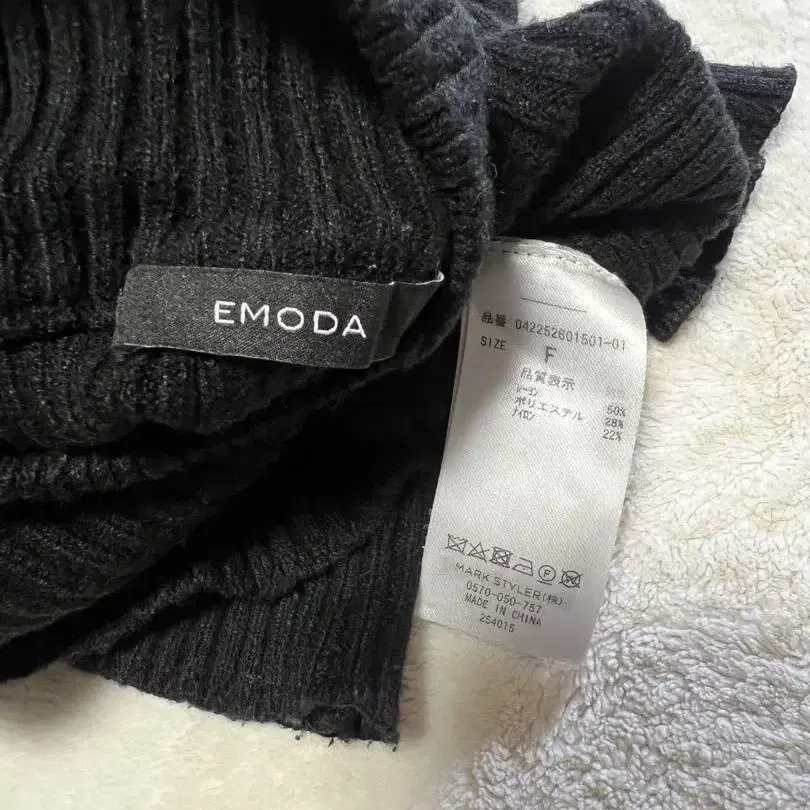 EMODA
品番 042252601501-01
SIZE F
品質表示
レーヨン 50%
ポリエステル 28%
ナイロン 22%
F
MARK STYLER(株)
0570-050-757
MADE IN CHINA
2S4015